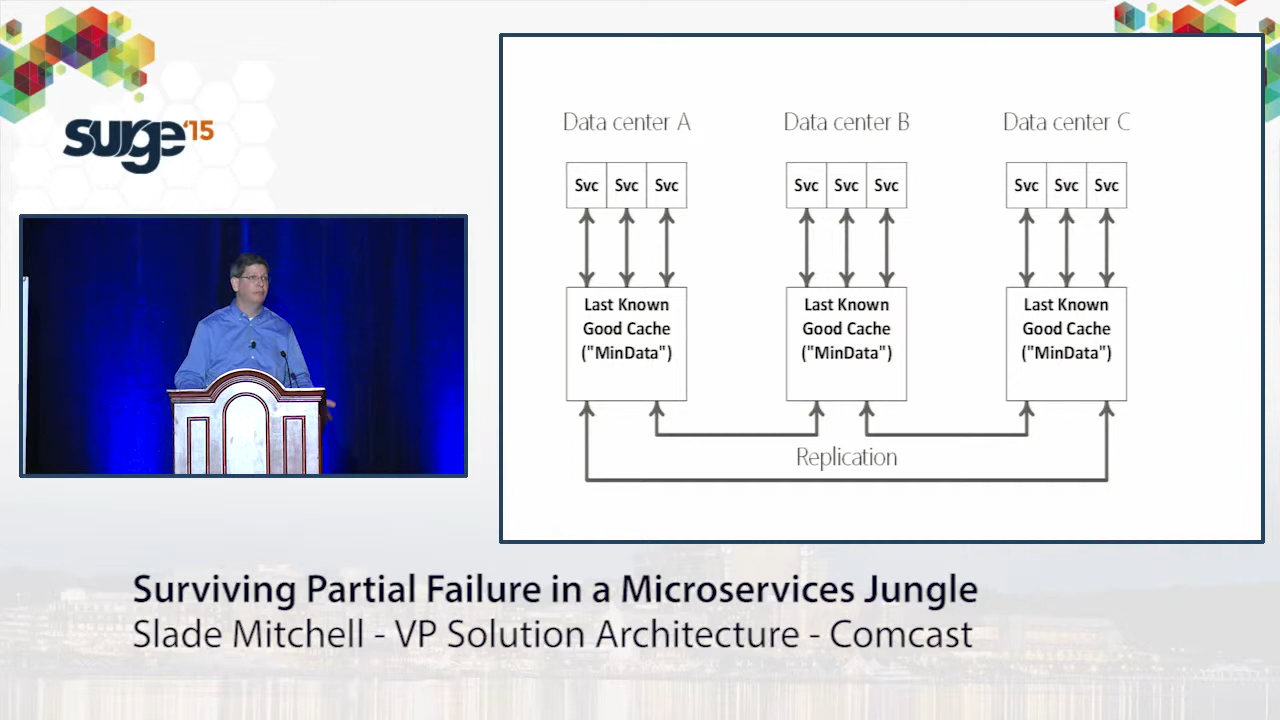 surge '15
Data center A
Data center B
Data center C
Svc Svc Svc
Svc Svc Svc
Svc Svc Svc
Last Known
Good Cache
("MinData")
Last Known
Good Cache
("MinData")
Last Known
Good Cache
("MinData")
Replication
Surviving Partial Failure in a Microservices Jungle
Slade Mitchell - VP Solution Architecture - Comcast